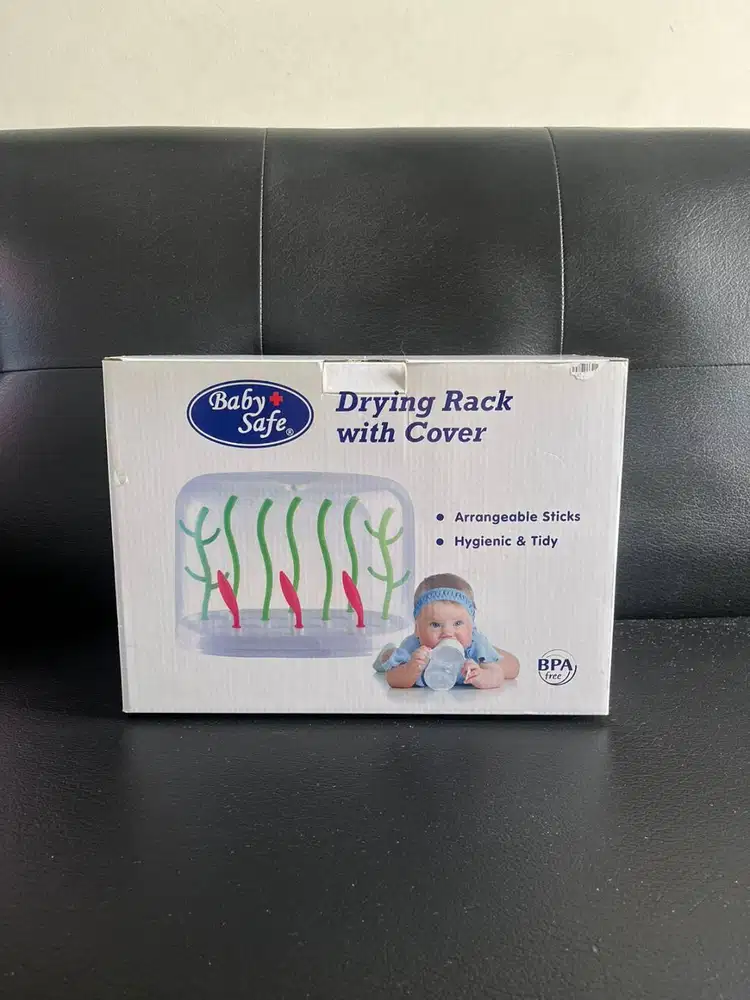 Baby
Safe®
Drying Rack
with Cover
• Arrangeable Sticks
• Hygienic & Tidy
BPA
free